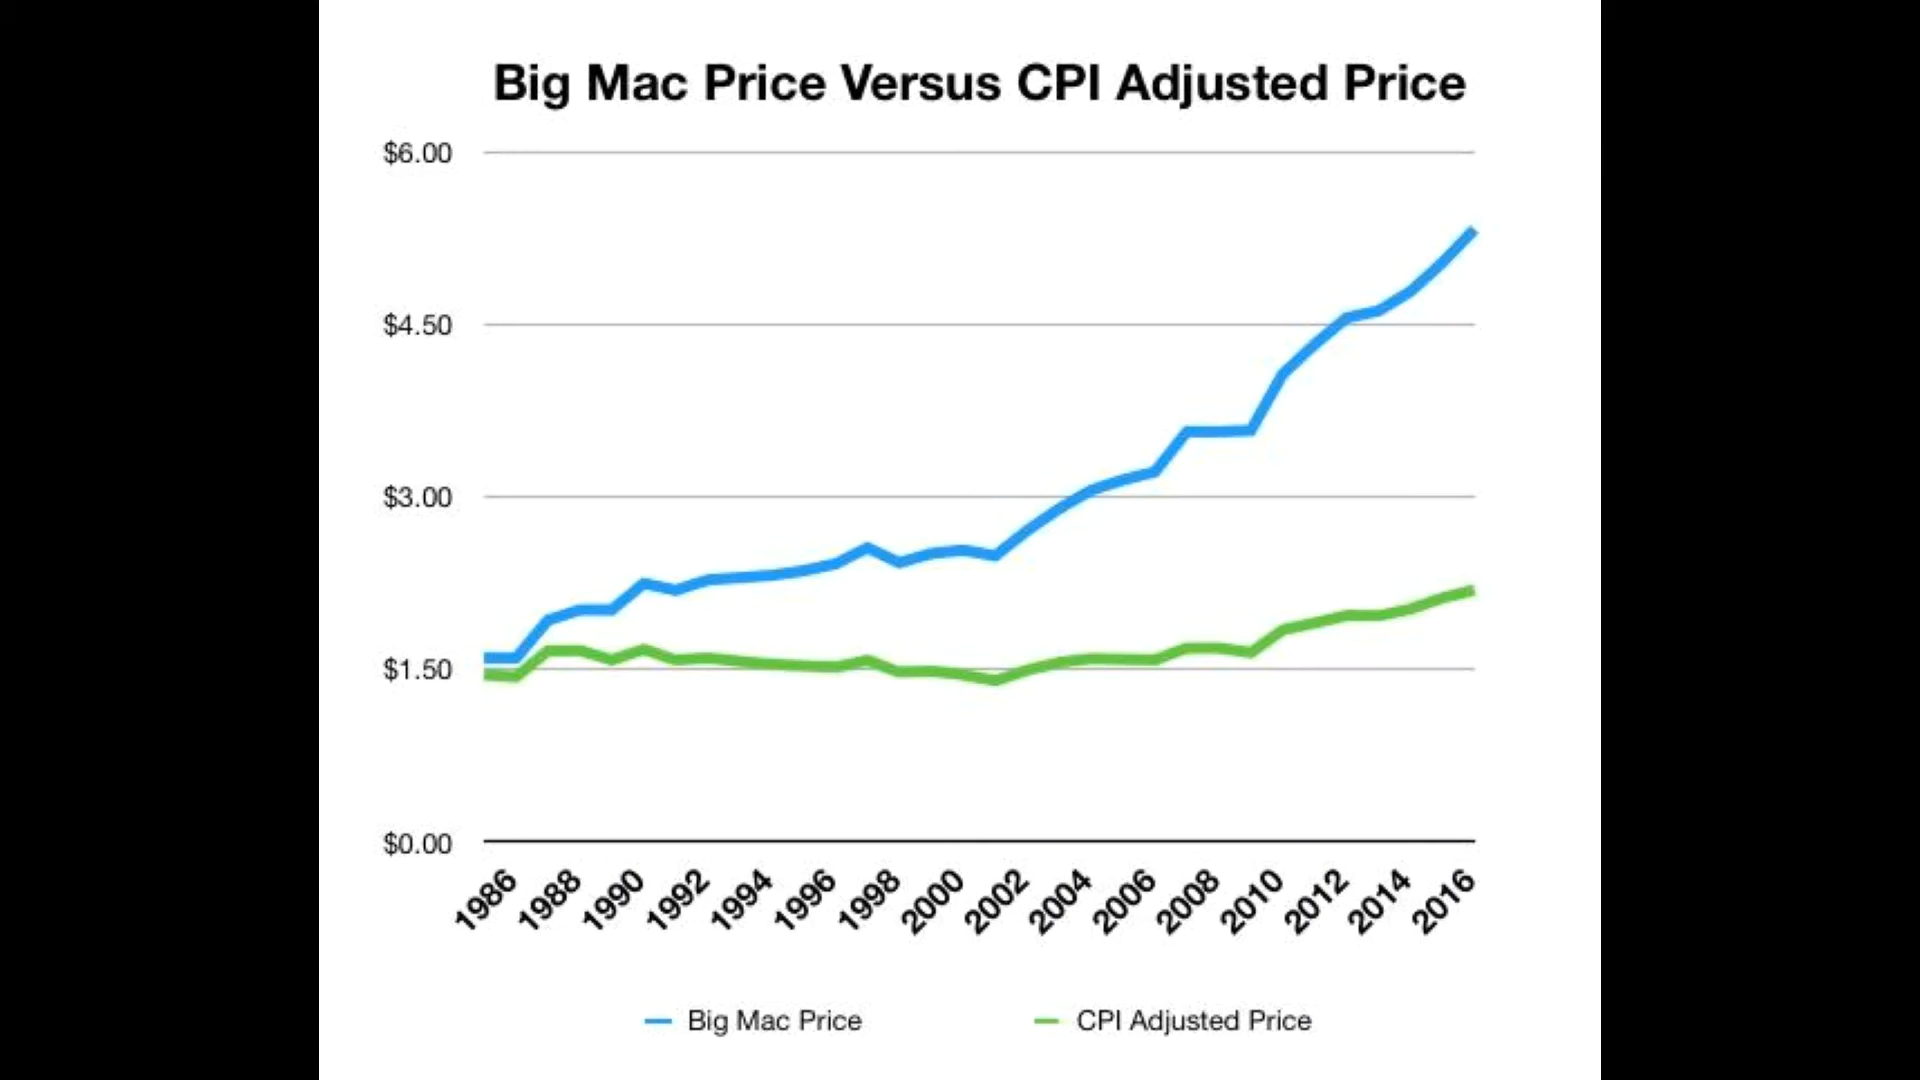 Big Mac Price Versus CPI Adjusted Price
$6.00
$4.50
$3.00
$1.50
$0.00
1986 1988 1990 1992 1994 1996 1998 2000 2002 2004 2006 2008 2010 2012 2014 2016
Big Mac Price CPI Adjusted Price